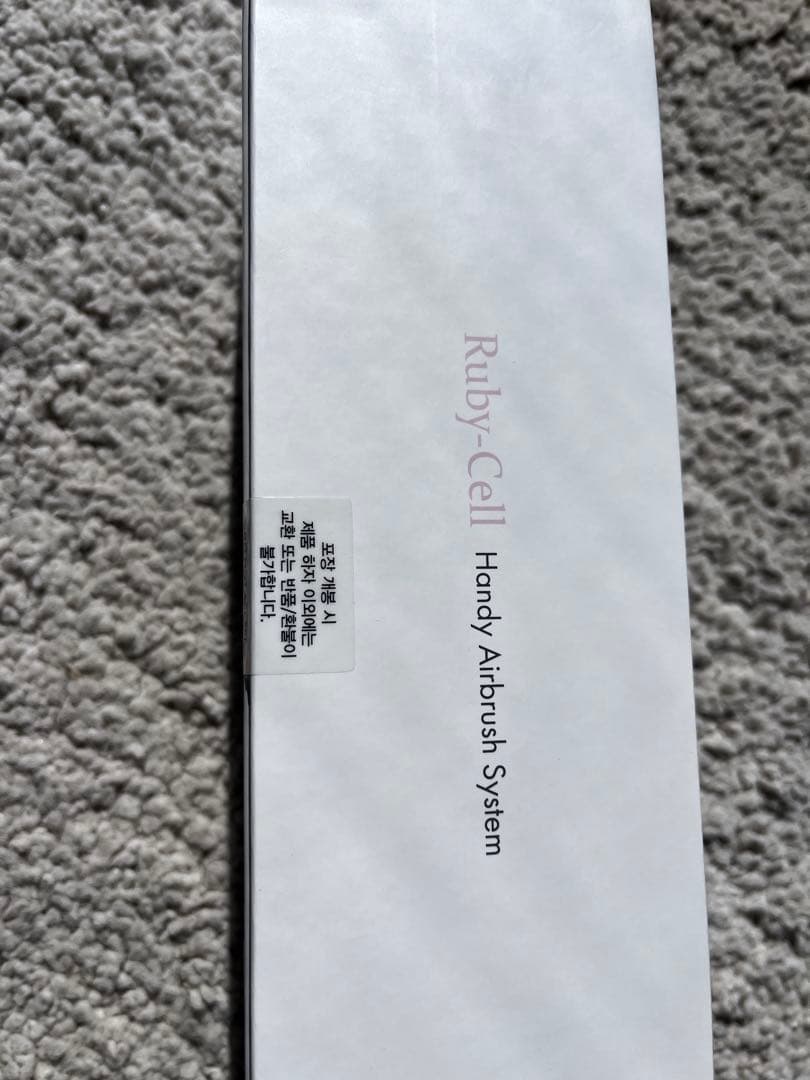 Ruby-Cell Handy Airbrush System
포장 개봉 시
제품 하자 이외에는
교환 또는 반품/환불이
불가합니다.